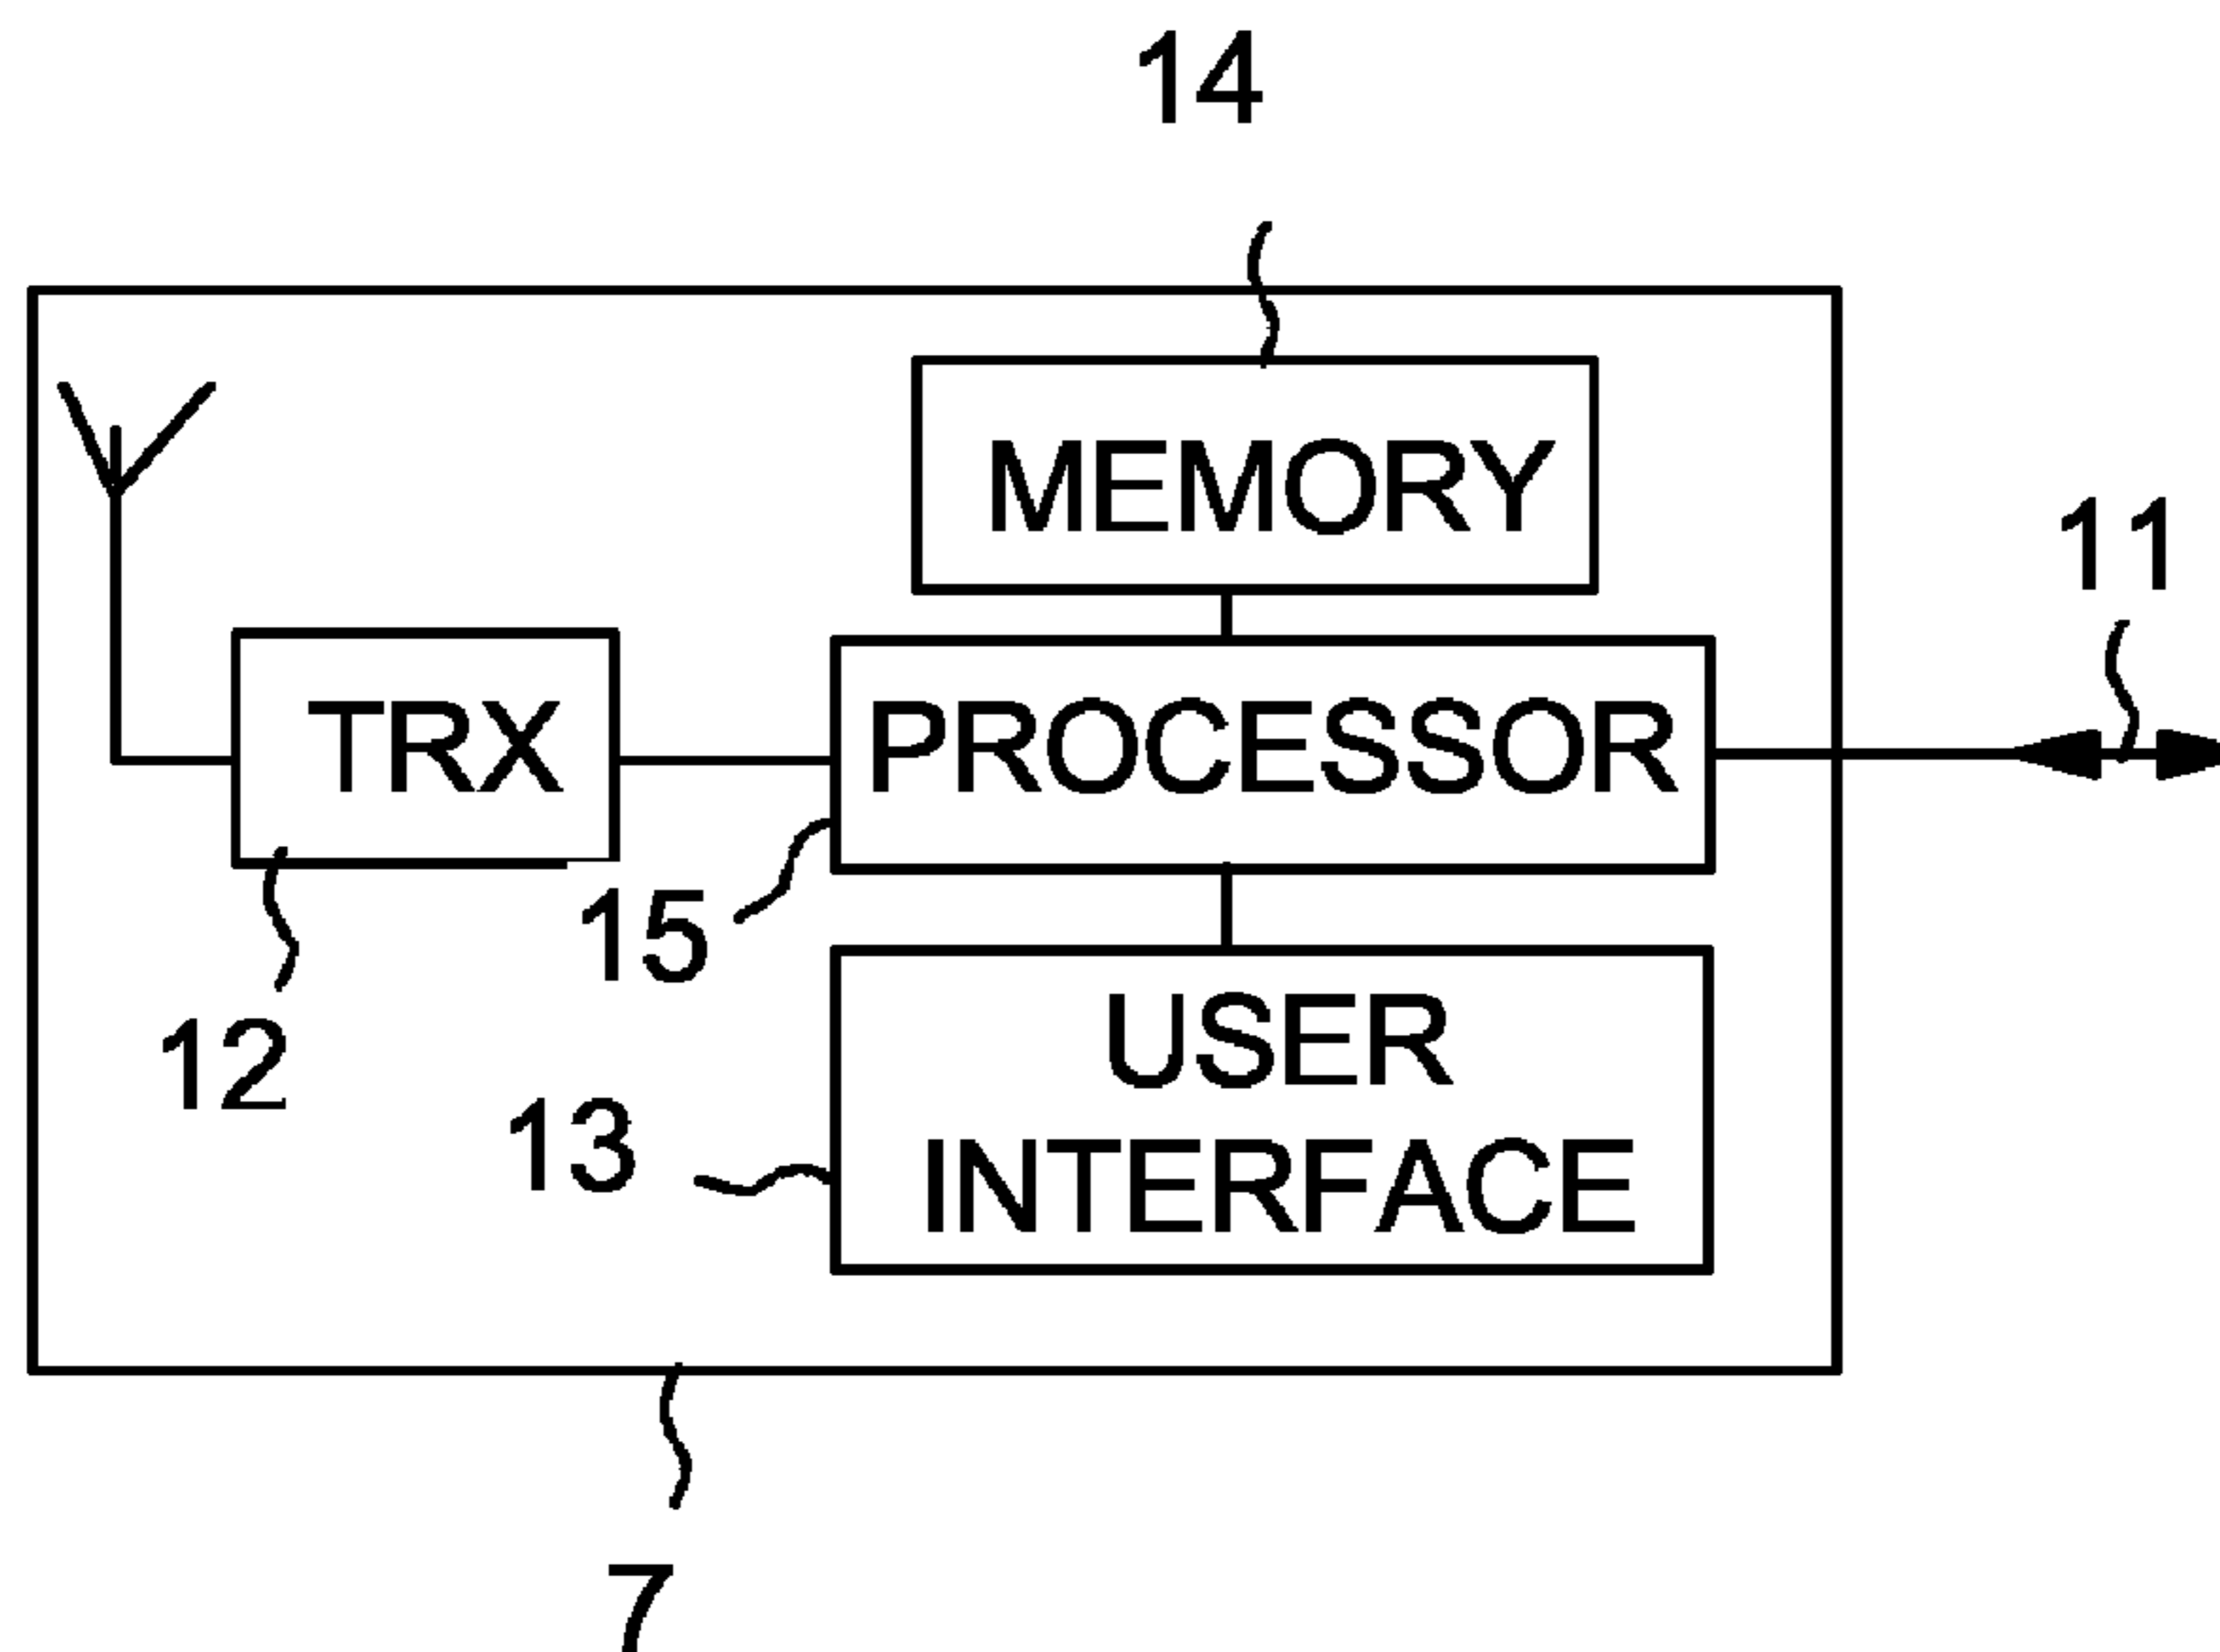 14
MEMORY
11
TRX
PROCESSOR
15
12
USER
13
INTERFACE
7